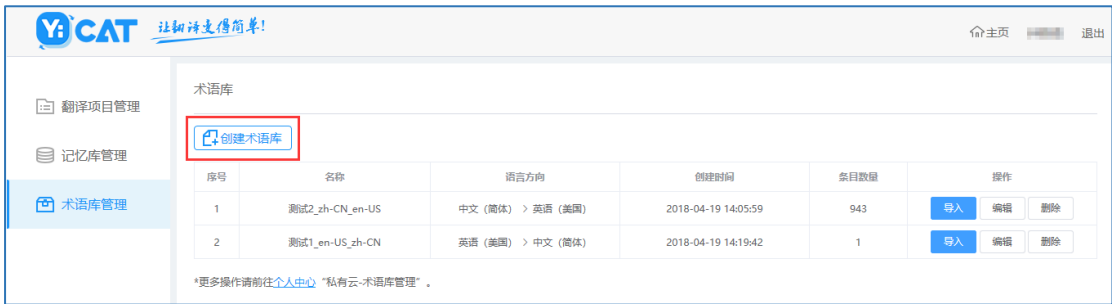 YiCAT 让翻译变得简单!
主页 退出
翻译项目管理
记忆库管理
术语库管理
术语库
创建术语库
序号 名称 语言方向 创建时间 条目数量 操作
1 测试2_zh-CN_en-US 中文（简体） > 英语（美国） 2018-04-19 14:05:59 943 导入 编辑 删除
2 测试1_en-US_zh-CN 英语（美国） > 中文（简体） 2018-04-19 14:19:42 1 导入 编辑 删除
*更多操作请前往个人中心“私有云-术语库管理”。